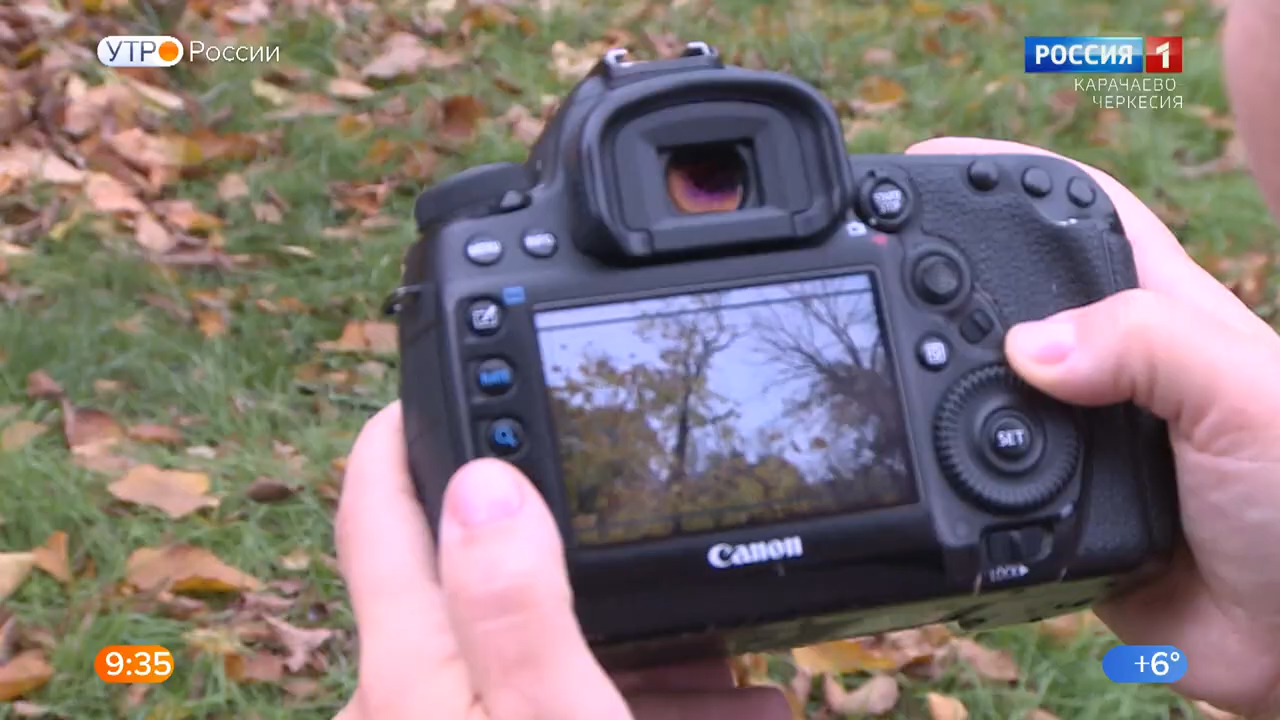 УТРО России
РОССИЯ 1
КАРАЧАЕВО
ЧЕРКЕСИЯ
SET
Canon
LOCK▶
9:35
+6°